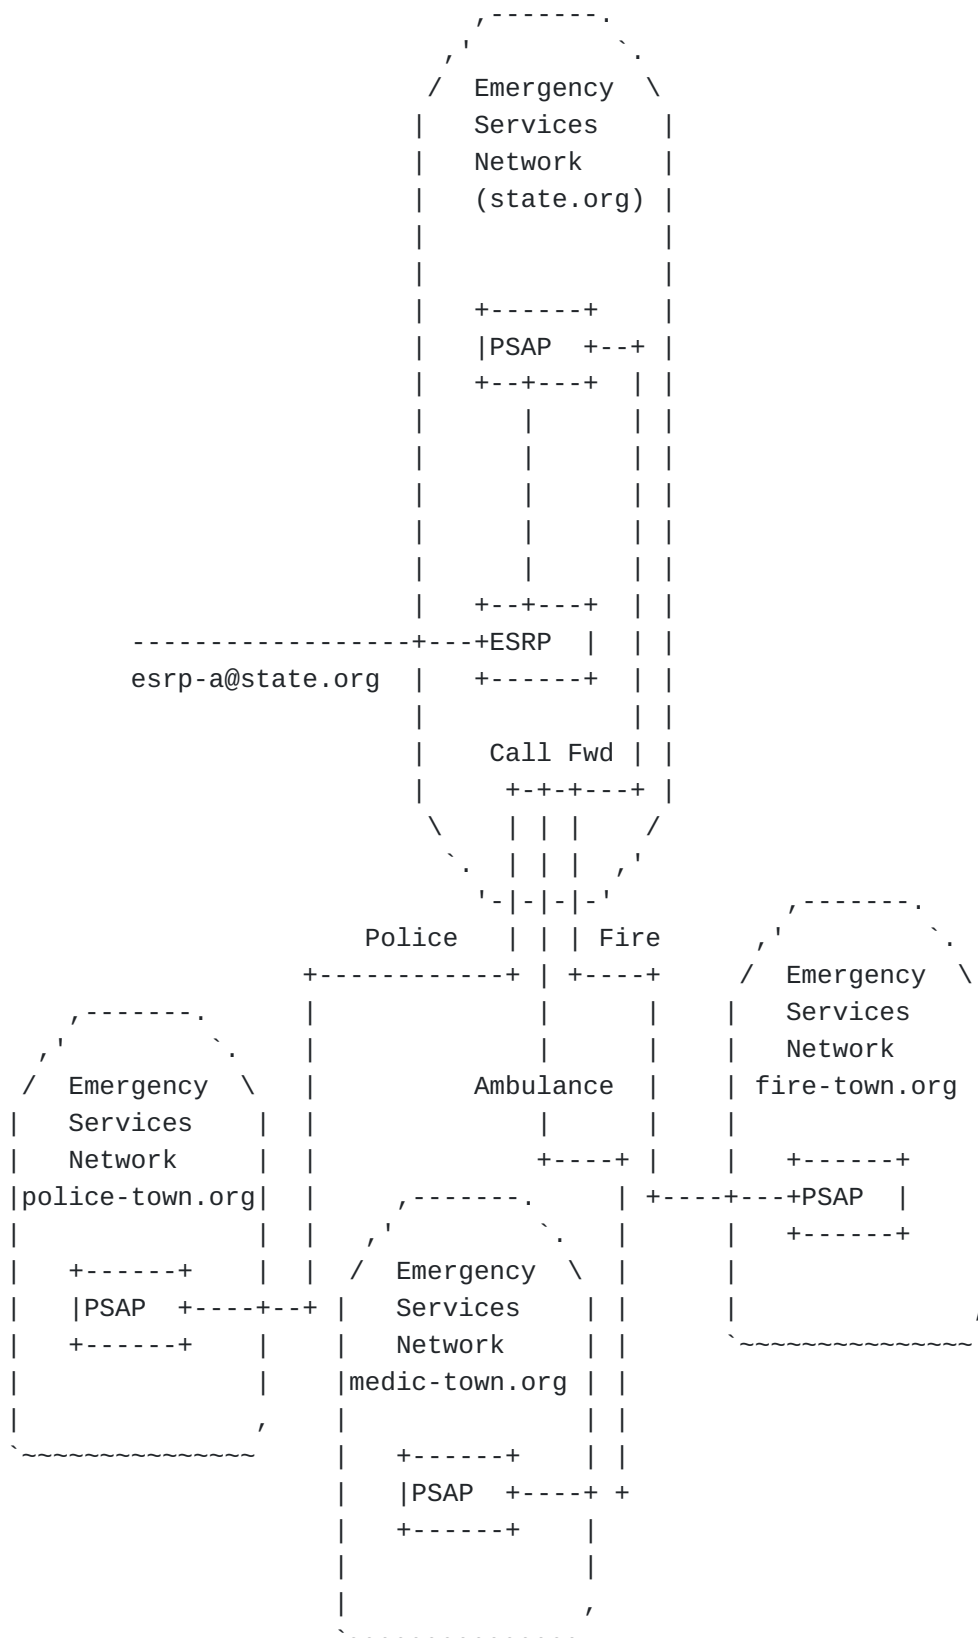 Emergency
Services
Network
(state.org)
PSAP
ESRP
esrp-a@state.org
Call Fwd
Police
Fire
Emergency
Services
Network
fire-town.org
PSAP
Ambulance
Emergency
Services
Network
police-town.org
PSAP
Emergency
Services
Network
medic-town.org
PSAP